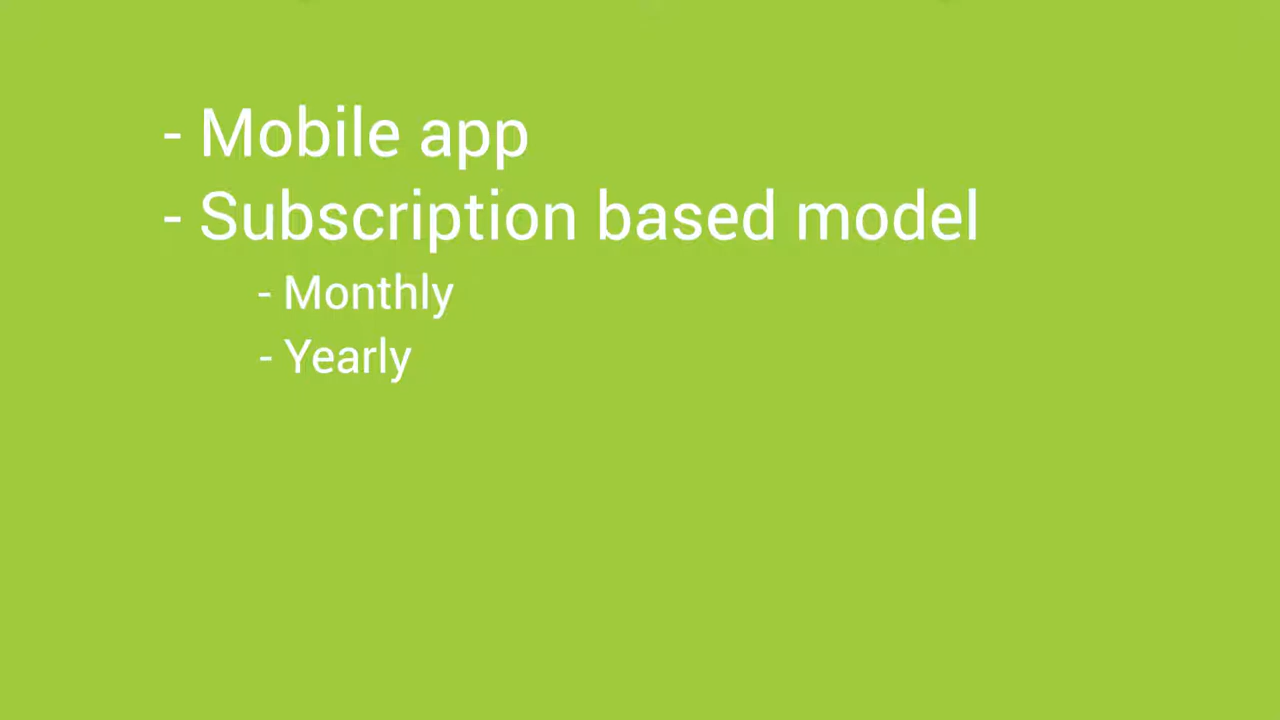 - Mobile app
- Subscription based model
- Monthly
- Yearly